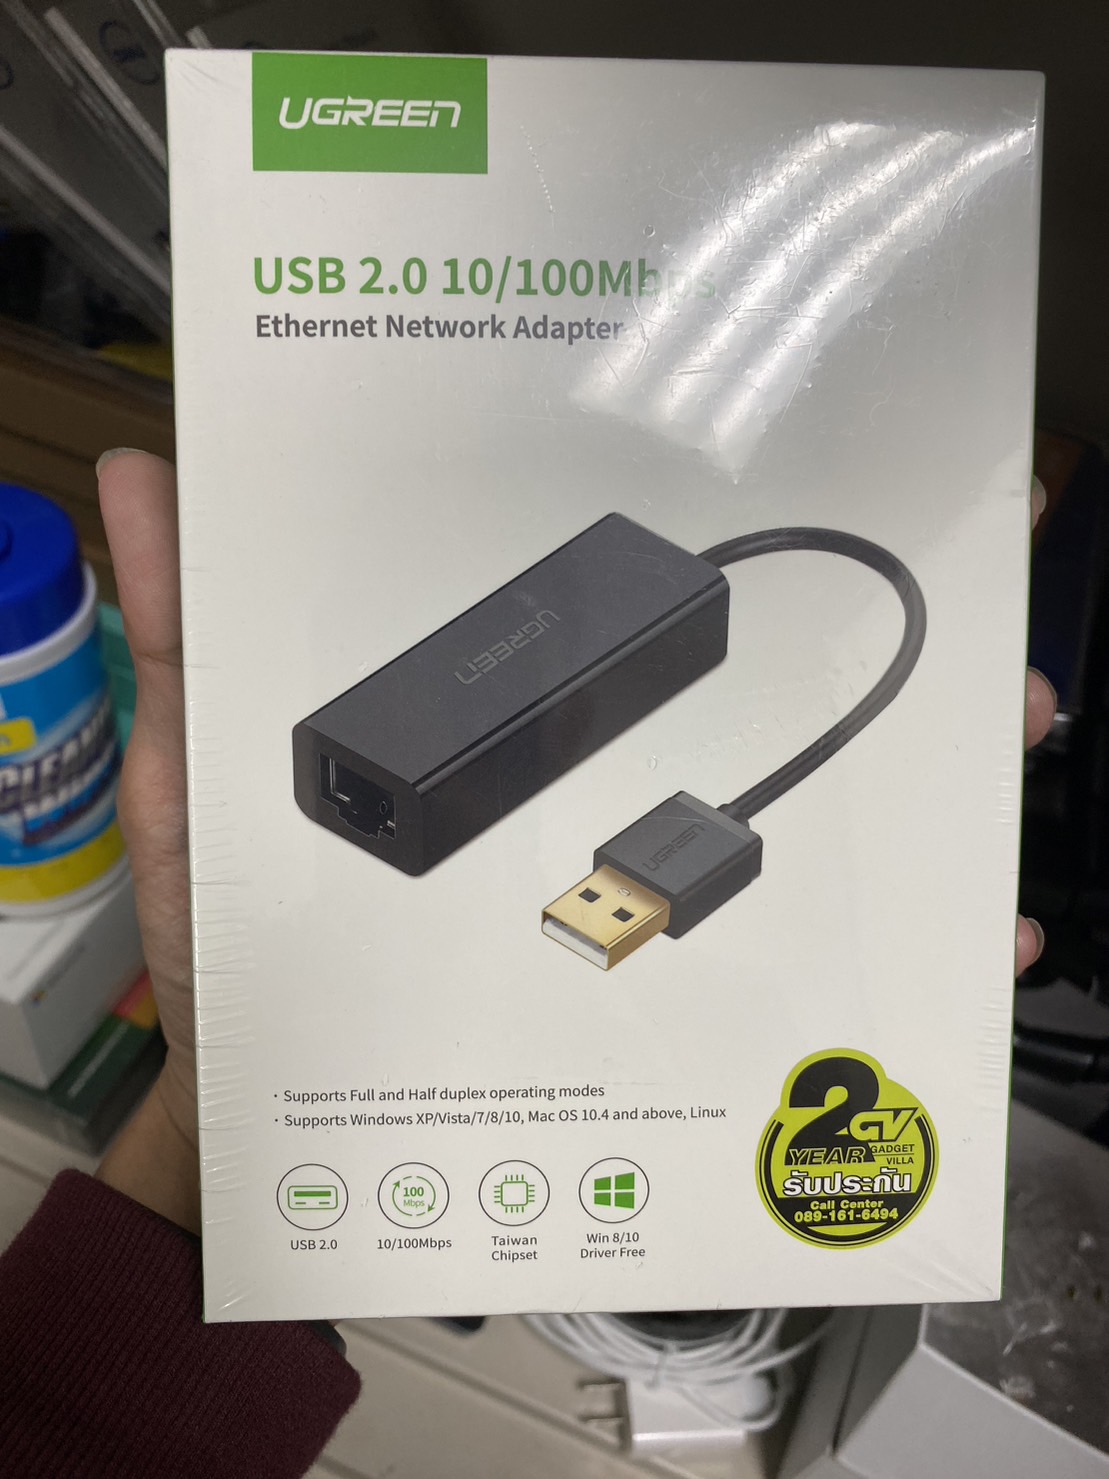 UGREEN
USB 2.0 10/100Mbps
Ethernet Network Adapter
UGREEN
UGREEN
· Supports Full and Half duplex operating modes
· Supports Windows XP/Vista/7/8/10, Mac OS 10.4 and above, Linux
100
Mbps
USB 2.0
10/100Mbps
Taiwan
Chipset
Win 8/10
Driver Free
2
YEAR
GV
GADGET
VILLA
รับประกัน
Call Center
089-161-6494